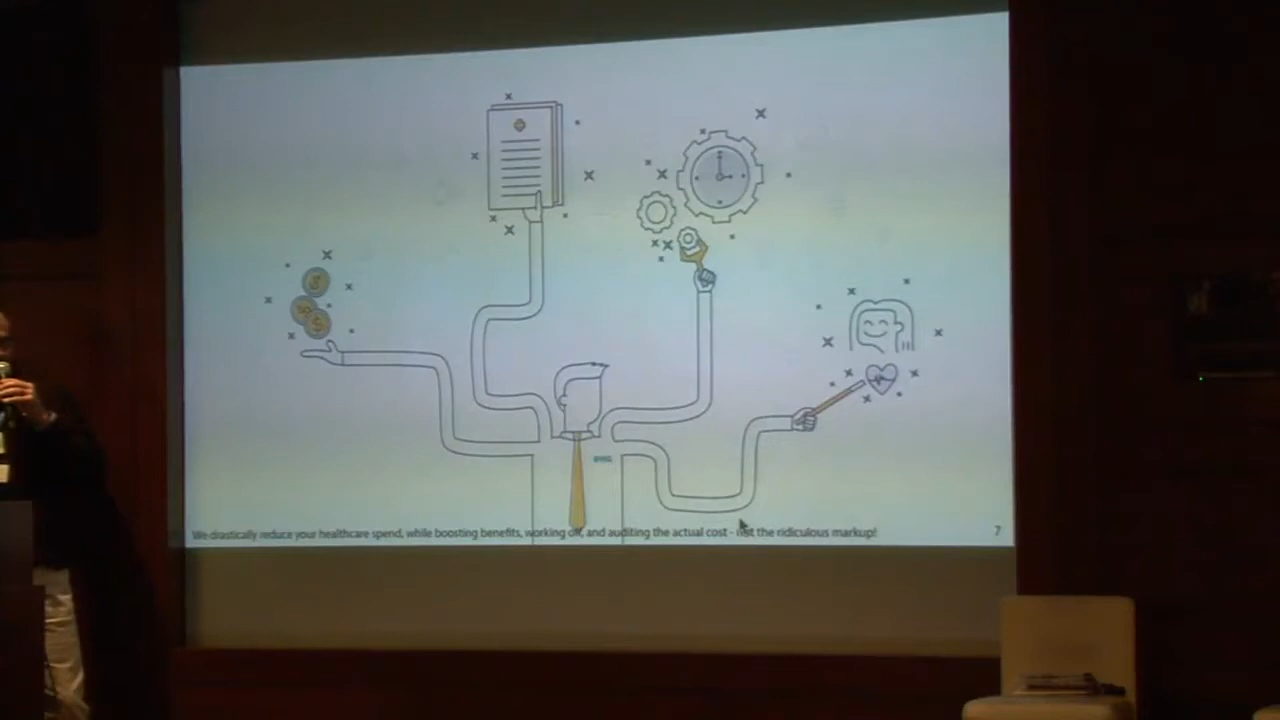 We drastically reduce your healthcare spend, while boosting benefits, working off, and auditing the actual cost - not the ridiculous markup!
7